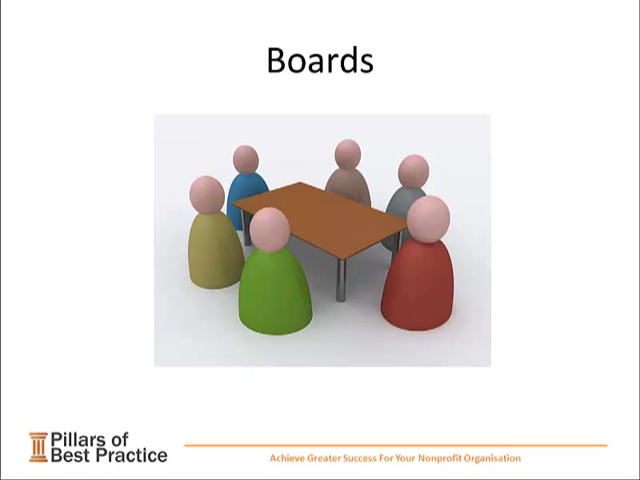 Boards
Pillars of
Best Practice
Achieve Greater Success For Your Nonprofit Organisation